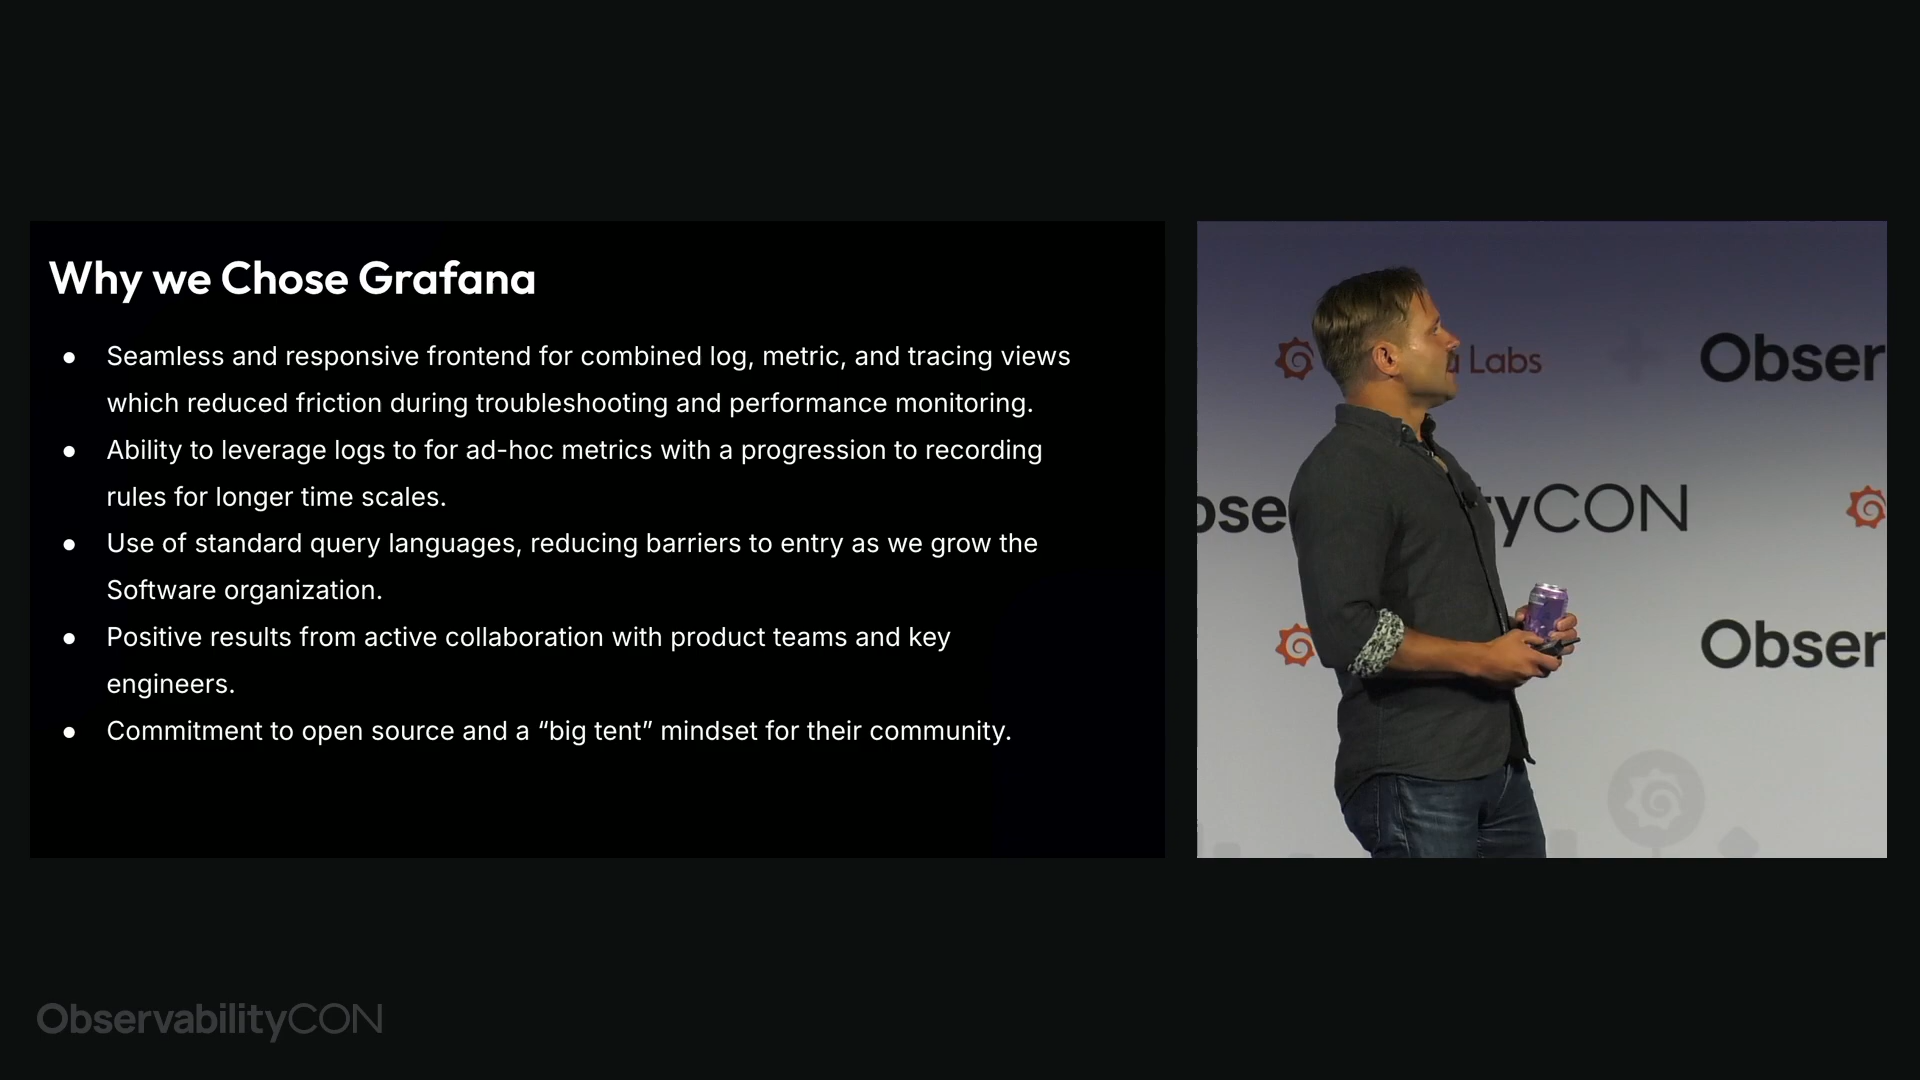 Why we Chose Grafana
● Seamless and responsive frontend for combined log, metric, and tracing views
which reduced friction during troubleshooting and performance monitoring.
● Ability to leverage logs to for ad-hoc metrics with a progression to recording
rules for longer time scales.
● Use of standard query languages, reducing barriers to entry as we grow the
Software organization.
● Positive results from active collaboration with product teams and key
engineers.
● Commitment to open source and a “big tent” mindset for their community.
Labs
Obser
bse
tyCON
Obser
ObservabilityCON